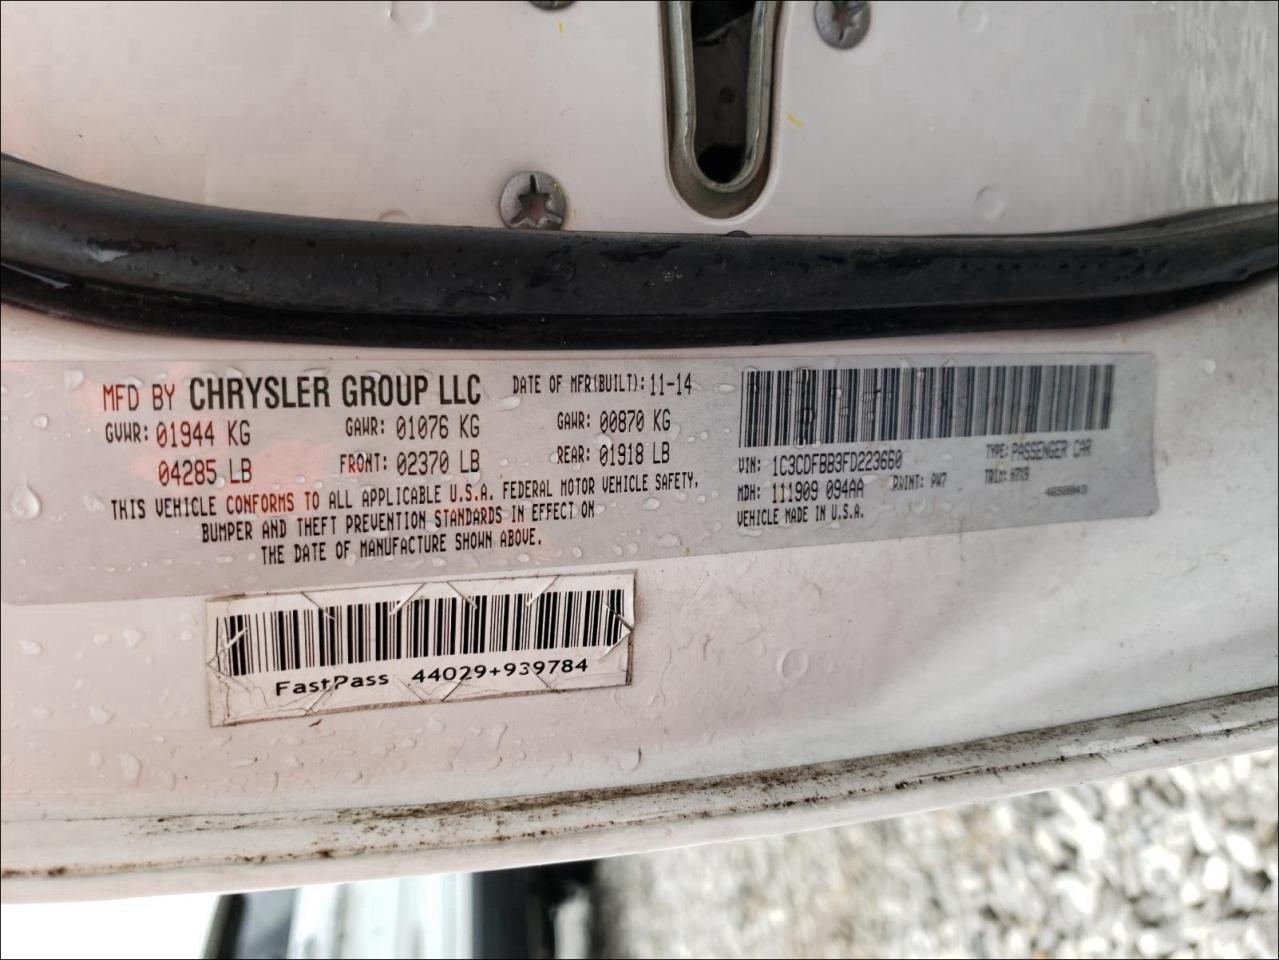 MFD BY CHRYSLER GROUP LLC DATE OF MFR(BUILT): 11-14
GVWR: 01944 KG GAWR: 01076 KG GAWR: 00870 KG
04285 LB FRONT: 02370 LB REAR: 01918 LB
THIS VEHICLE CONFORMS TO ALL APPLICABLE U.S.A. FEDERAL MOTOR VEHICLE SAFETY,
BUMPER AND THEFT PREVENTION STANDARDS IN EFFECT ON
THE DATE OF MANUFACTURE SHOWN ABOVE.
VIN: 1C3CDFBB3FD223660 TYPE: PASSENGER CAR
MDH: 111909 094AA PAINT: PW7 TRIM: H7X9
4658043
VEHICLE MADE IN U.S.A.
FastPass 44029+939784